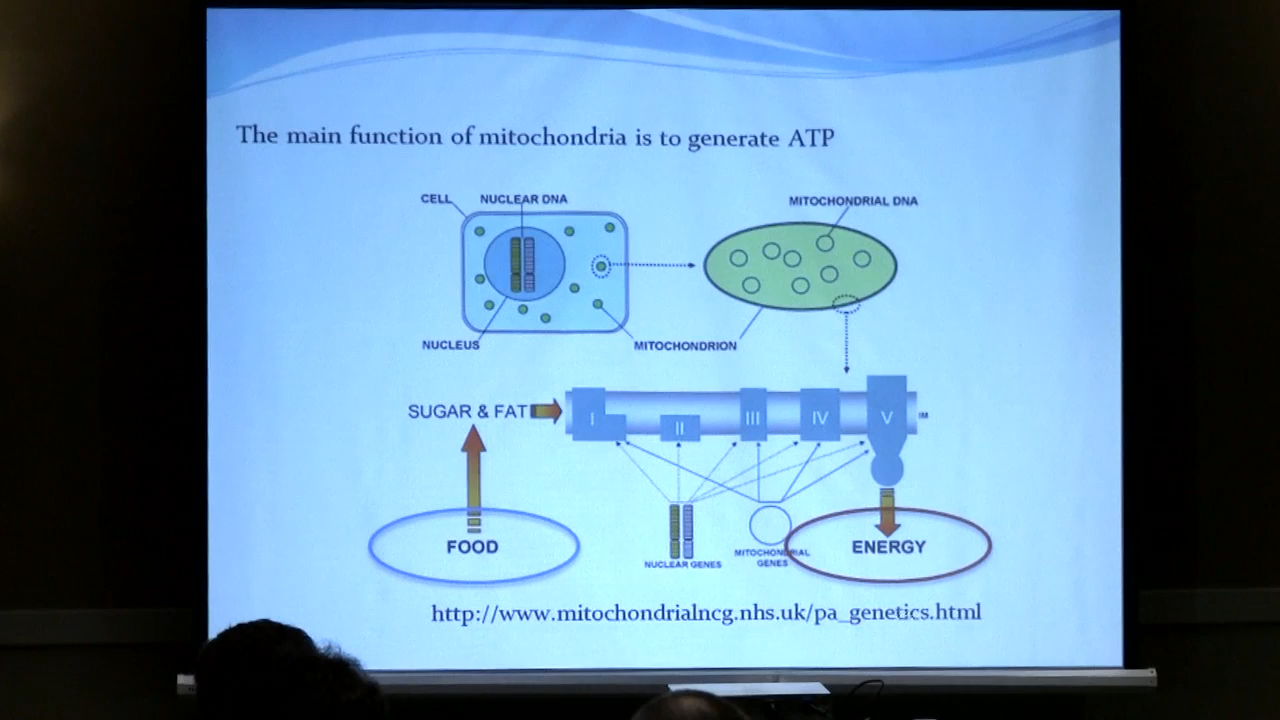 The main function of mitochondria is to generate ATP
CELL
NUCLEAR DNA
MITOCHONDRIAL DNA
NUCLEUS
MITOCHONDRION
SUGAR & FAT
I
II
III
IV
V
IM
FOOD
NUCLEAR GENES
MITOCHONDRIAL
GENES
ENERGY
http://www.mitochondrialncg.nhs.uk/pa_genetics.html